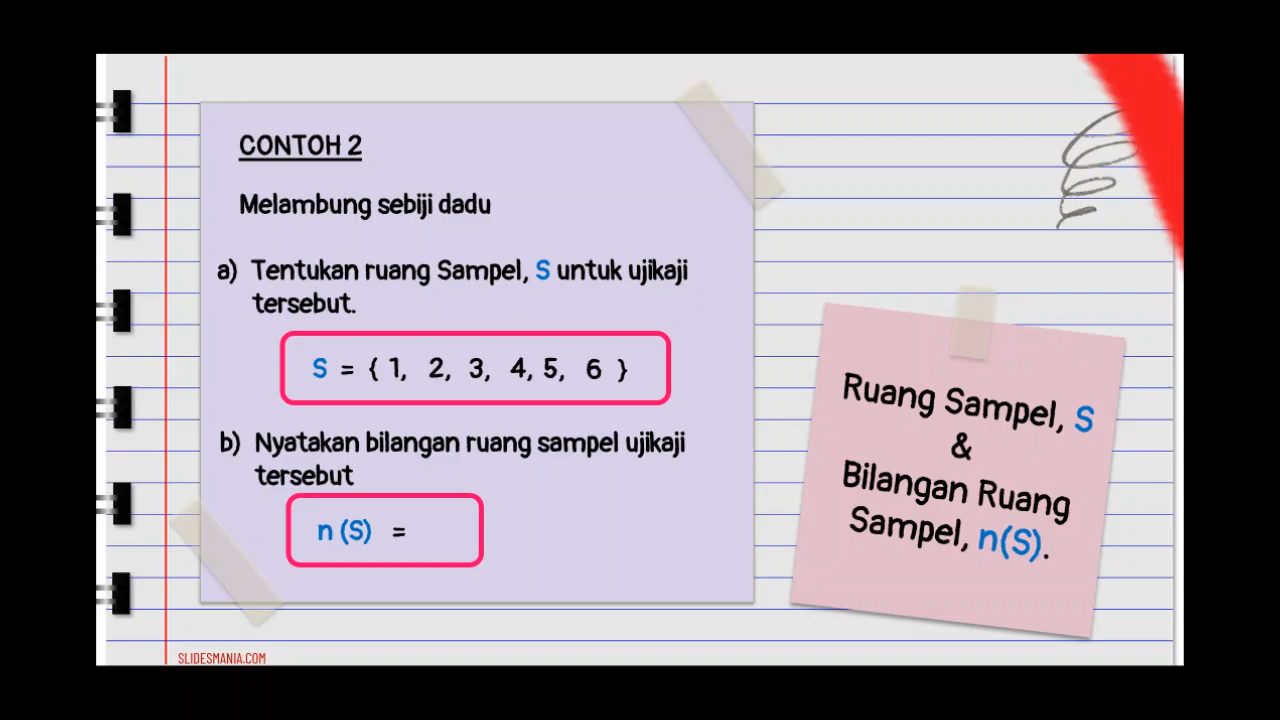 CONTOH 2
Melambung sebiji dadu
a) Tentukan ruang Sampel, S untuk ujikaji
tersebut.
S = { 1, 2, 3, 4, 5, 6 }
b) Nyatakan bilangan ruang sampel ujikaji
tersebut
n (S) =
Ruang Sampel, S
&
Bilangan Ruang
Sampel, n(S).
SLIDESMANIA.COM